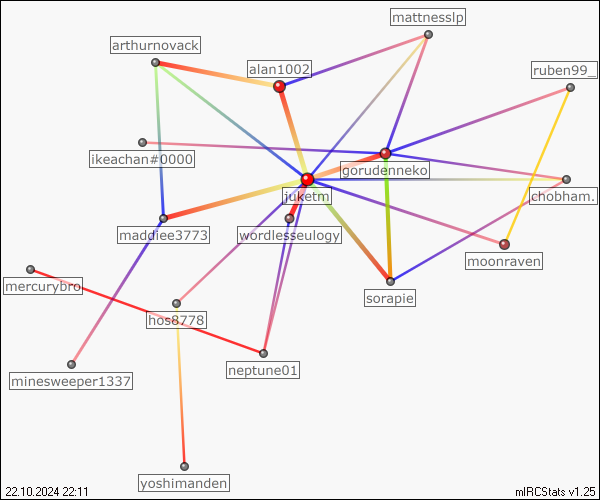 mattnesslp
arthurnovack
alan1002
ruben99_
ikeachan#0000
gorudenneko
juketm
chobham.
maddiee3773
wordlesseulogy
moonraven
mercurybro
sorapie
hos8778
neptune01
minesweeper1337
yoshimanden
22.10.2024 22:11
mIRCStats v1.25